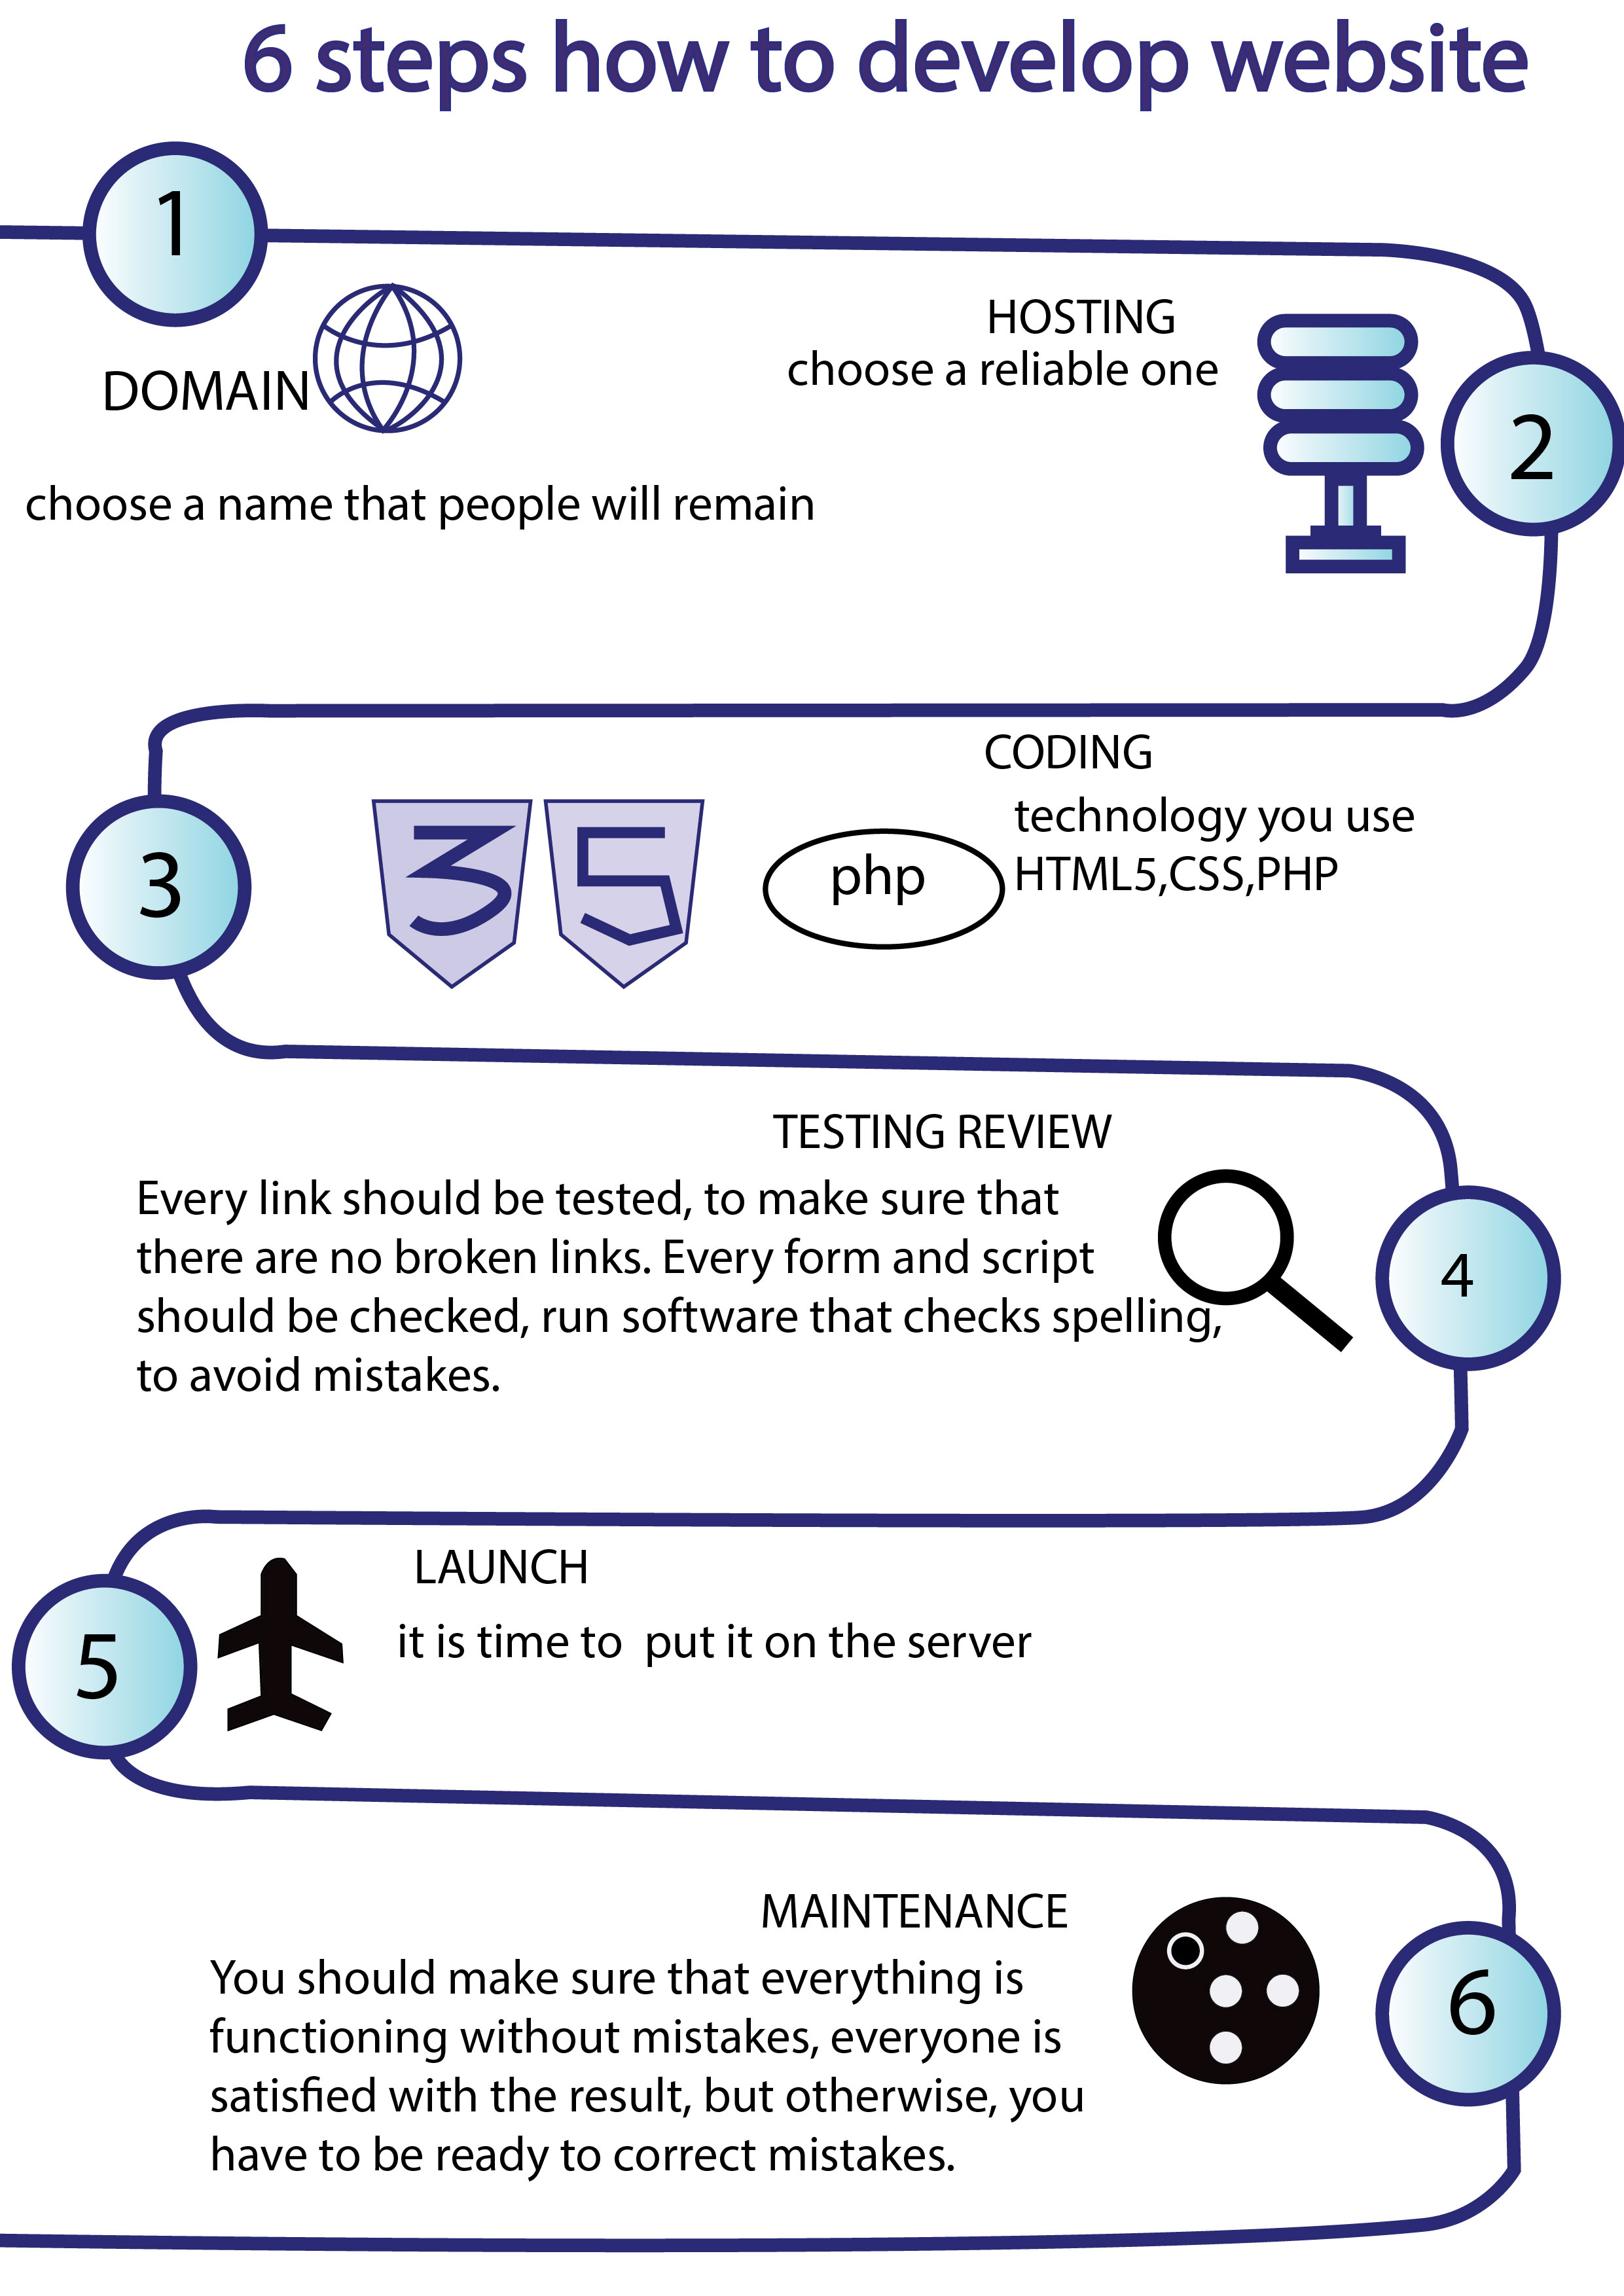 6 steps how to develop website
1
DOMAIN
choose a name that people will remain
HOSTING
choose a reliable one
2
3
3
5
php
CODING
technology you use
HTML5,CSS,PHP
TESTING REVIEW
Every link should be tested, to make sure that
there are no broken links. Every form and script
should be checked, run software that checks spelling,
to avoid mistakes.
4
5
LAUNCH
it is time to  put it on the server
MAINTENANCE
You should make sure that everything is
functioning without mistakes, everyone is
satisfied with the result, but otherwise, you
have to be ready to correct mistakes.
6